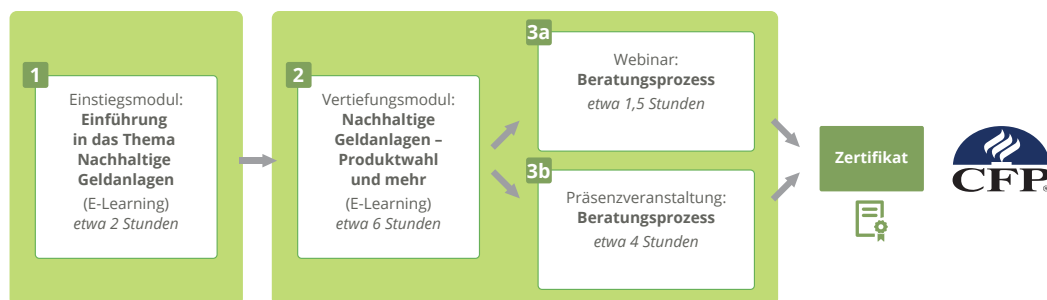 1
Einstiegsmodul:
Einführung
in das Thema
Nachhaltige
Geldanlagen
(E-Learning)
etwa 2 Stunden
2
Vertiefungsmodul:
Nachhaltige
Geldanlagen –
Produktwahl
und mehr
(E-Learning)
etwa 6 Stunden
3a
Webinar:
Beratungsprozess
etwa 1,5 Stunden
3b
Präsenzveranstaltung:
Beratungsprozess
etwa 4 Stunden
Zertifikat
CFP®